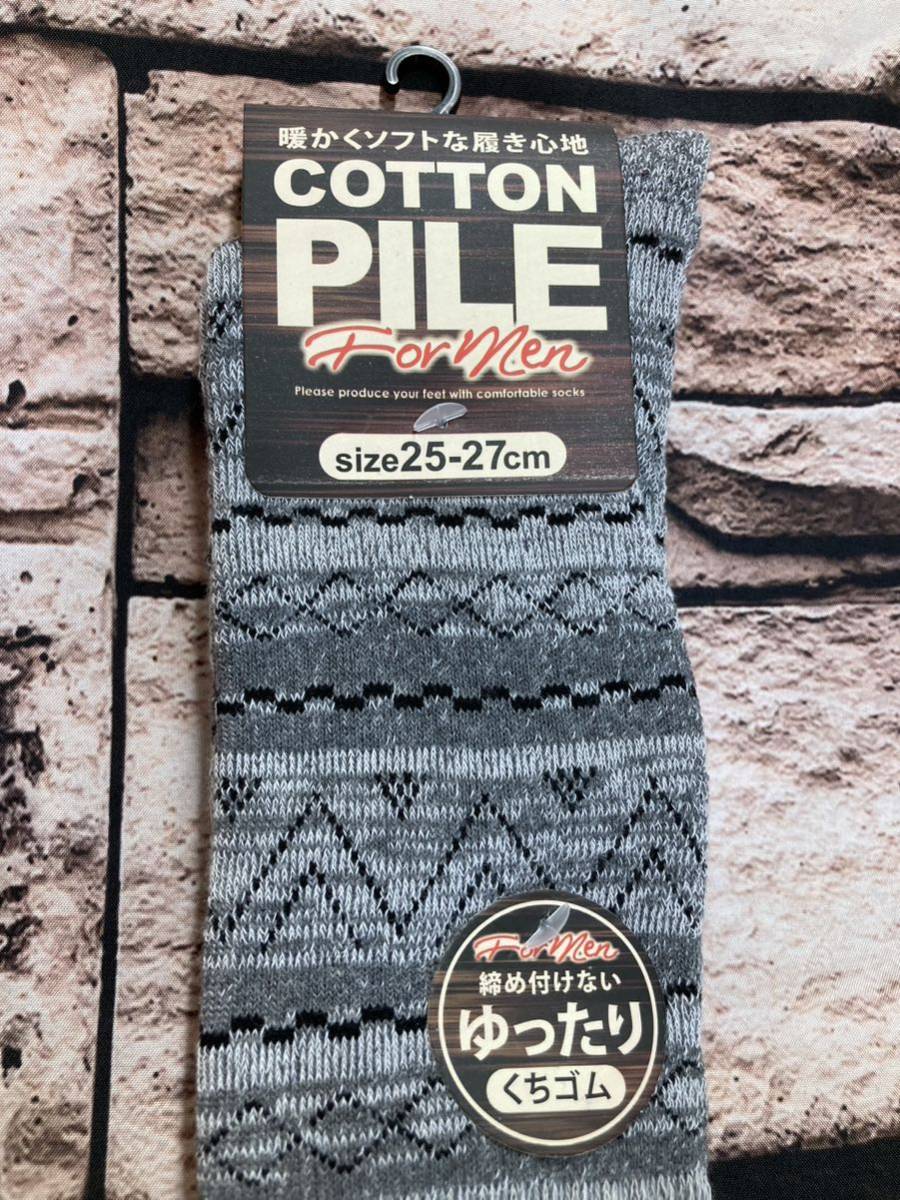 暖かくソフトな履き心地
COTTON
PILE
For Men
Please produce your feet with comfortable socks
size25-27cm
For Men
締め付けない
ゆったり
くちゴム